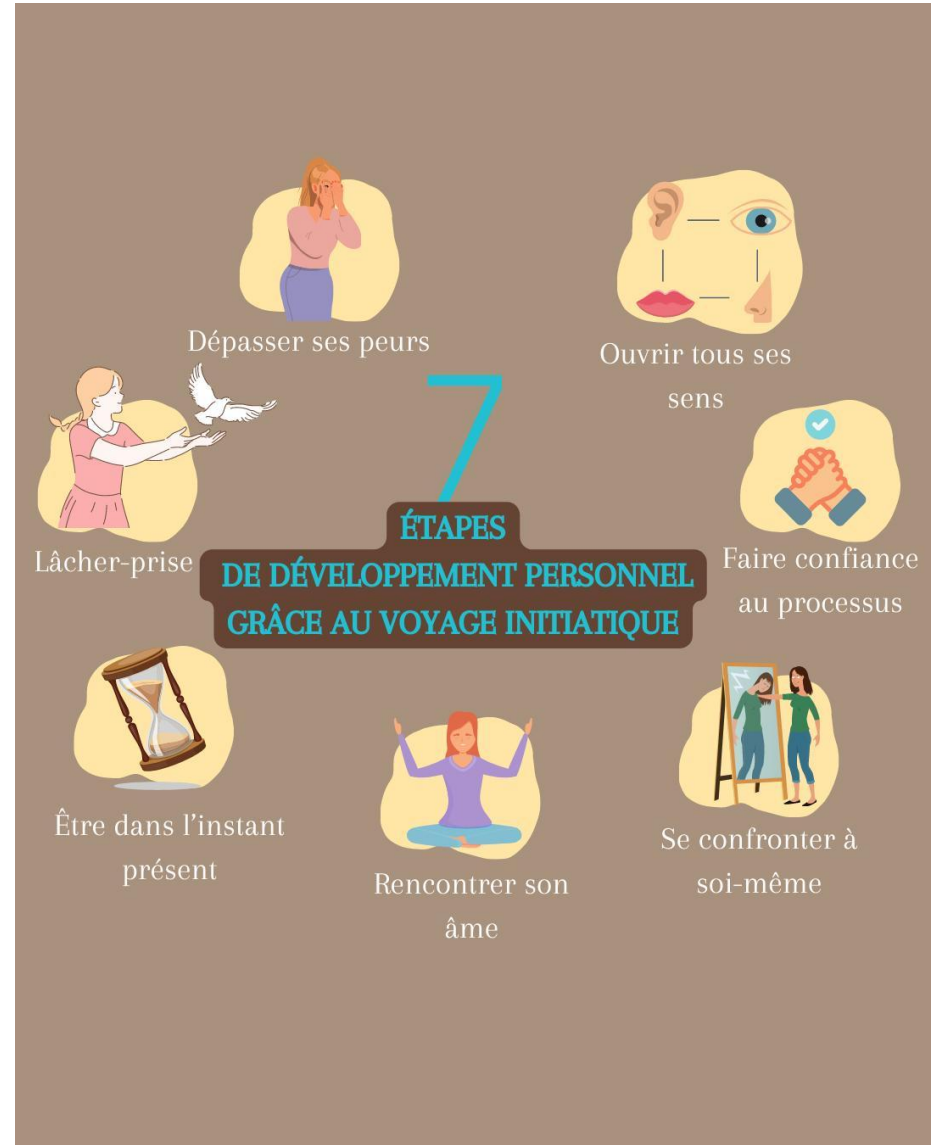 Dépasser ses peurs
Ouvrir tous ses
sens
Lâcher-prise
7
ÉTAPES
DE DÉVELOPPEMENT PERSONNEL
GRÂCE AU VOYAGE INITIATIQUE
Faire confiance
au processus
Être dans l’instant
présent
Rencontrer son
âme
Se confronter à
soi-même